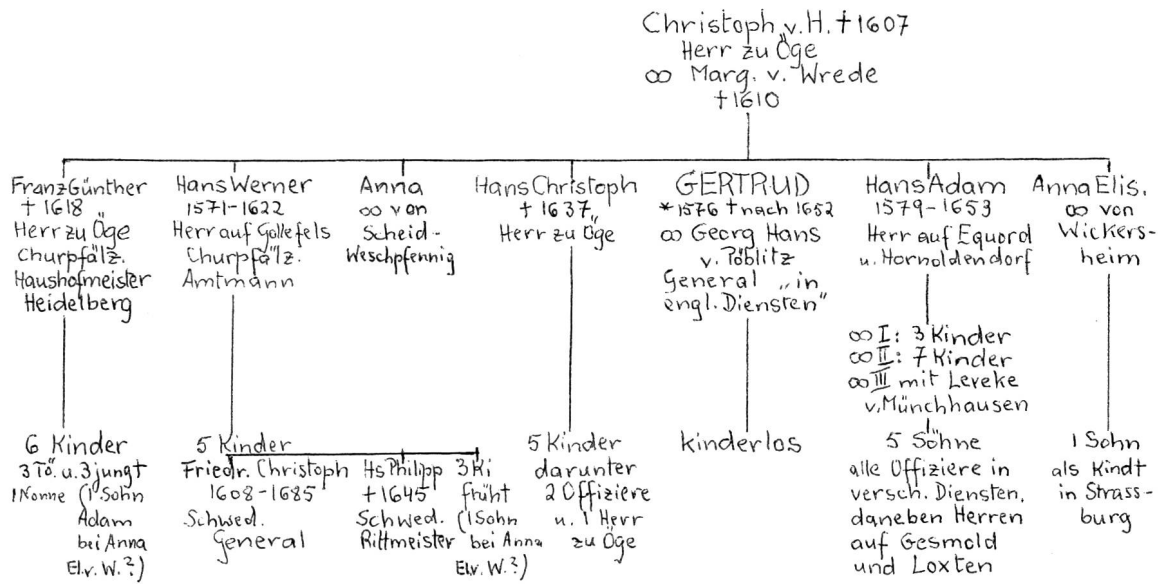 Christoph v. H. † 1607
Herr zu Öge
∞ Marg. v. Wrede
† 1610
Franz Günther
† 1618
Herr zu Öge
Churpfälz.
Haushofmeister
Heidelberg
6 Kinder
3 Tö. u. 3 jung †
1 Nonne (1 Sohn
Adam
bei Anna
El. v. W. ?)
Hans Werner
1571-1622
Herr auf Gollefels
Churpfälz.
Amtmann
5 Kinder
Friedr. Christoph
1608-1685
Schwed.
General
Hs Philipp
† 1645
Schwed.
Rittmeister
3 Ki
früh †
(1 Sohn
bei Anna
El. v. W. ?)
Anna
∞ von
Scheid-
Weschpfennig
Hans Christoph
† 1637
Herr zu Öge
5 Kinder
darunter
2 Offiziere
u. 1 Herr
zu Öge
GERTRUD
* 1576 † nach 1652
∞ Georg Hans
v. Pöblitz
General „in
engl. Diensten"
kinderlos
Hans Adam
1579-1653
Herr auf Equord
u. Hornoldendorf
∞ I: 3 Kinder
∞ II: 7 Kinder
∞ III mit Leveke
v. Münchhausen
5 Söhne
alle Offiziere in
versch. Diensten,
daneben Herren
auf Gesmold
und Loxten
Anna Elis.
∞ von
Wickers-
heim
1 Sohn
als Kind †
in Strass-
burg